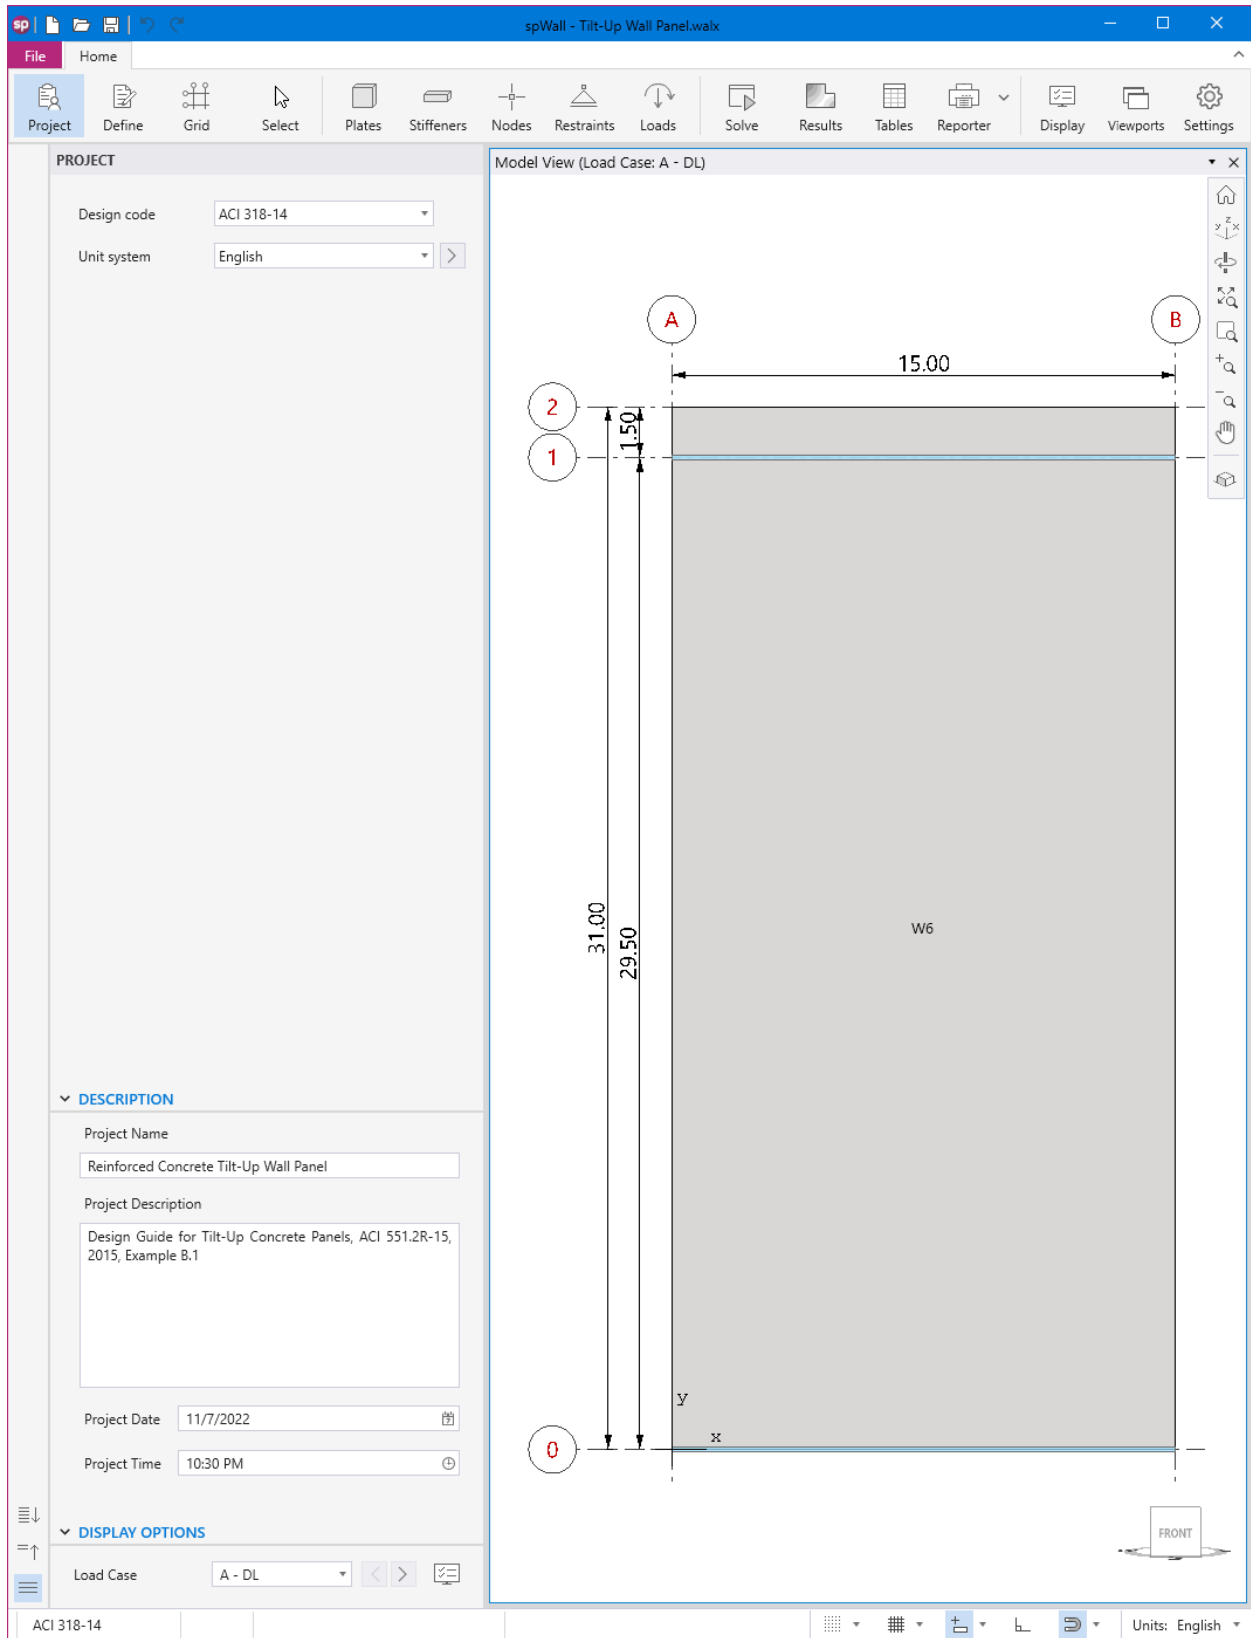 sp
spWall - Tilt-Up Wall Panel.walx
File
Home
Project
Define
Grid
Select
Plates
Stiffeners
Nodes
Restraints
Loads
Solve
Results
Tables
Reporter
Display
Viewports
Settings
PROJECT
Design code
ACI 318-14
Unit system
English
DESCRIPTION
Project Name
Reinforced Concrete Tilt-Up Wall Panel
Project Description
Design Guide for Tilt-Up Concrete Panels, ACI 551.2R-15,
2015, Example B.1
Project Date
11/7/2022
Project Time
10:30 PM
DISPLAY OPTIONS
Load Case
A - DL
Model View (Load Case: A - DL)
y z x
A
B
15.00
2
1.50
1
31.00
29.50
W6
y
x
0
FRONT
ACI 318-14
Units: English